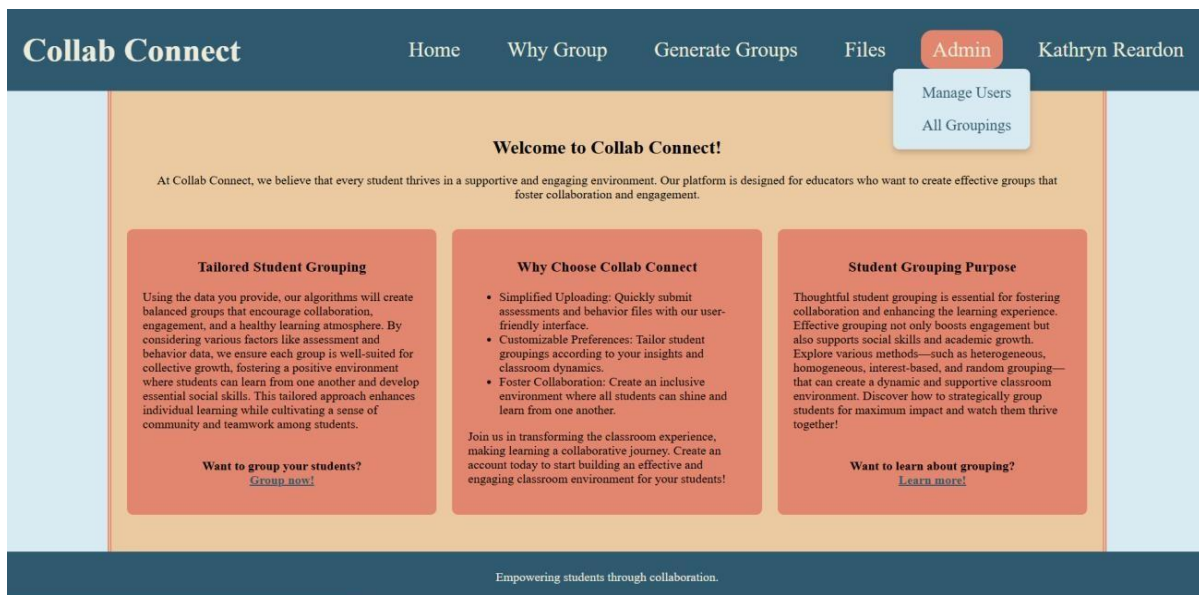 Collab Connect
Home
Why Group
Generate Groups
Files
Admin
Kathryn Reardon
Manage Users
All Groupings
Welcome to Collab Connect!
At Collab Connect, we believe that every student thrives in a supportive and engaging environment. Our platform is designed for educators who want to create effective groups that
foster collaboration and engagement.
Tailored Student Grouping
Using the data you provide, our algorithms will create
balanced groups that encourage collaboration,
engagement, and a healthy learning atmosphere. By
considering various factors like assessment and
behavior data, we ensure each group is well-suited for
collective growth, fostering a positive environment
where students can learn from one another and develop
essential social skills. This tailored approach enhances
individual learning while cultivating a sense of
community and teamwork among students.
Want to group your students?
Group now!
Why Choose Collab Connect
• Simplified Uploading: Quickly submit
assessments and behavior files with our user-
friendly interface.
• Customizable Preferences: Tailor student
groupings according to your insights and
classroom dynamics.
• Foster Collaboration: Create an inclusive
environment where all students can shine and
learn from one another.
Join us in transforming the classroom experience,
making learning a collaborative journey. Create an
account today to start building an effective and
engaging classroom environment for your students!
Student Grouping Purpose
Thoughtful student grouping is essential for fostering
collaboration and enhancing the learning experience.
Effective grouping not only boosts engagement but
also supports social skills and academic growth.
Explore various methods—such as heterogeneous,
homogeneous, interest-based, and random grouping—
that can create a dynamic and supportive classroom
environment. Discover how to strategically group
students for maximum impact and watch them thrive
together!
Want to learn about grouping?
Learn more!
Empowering students through collaboration.